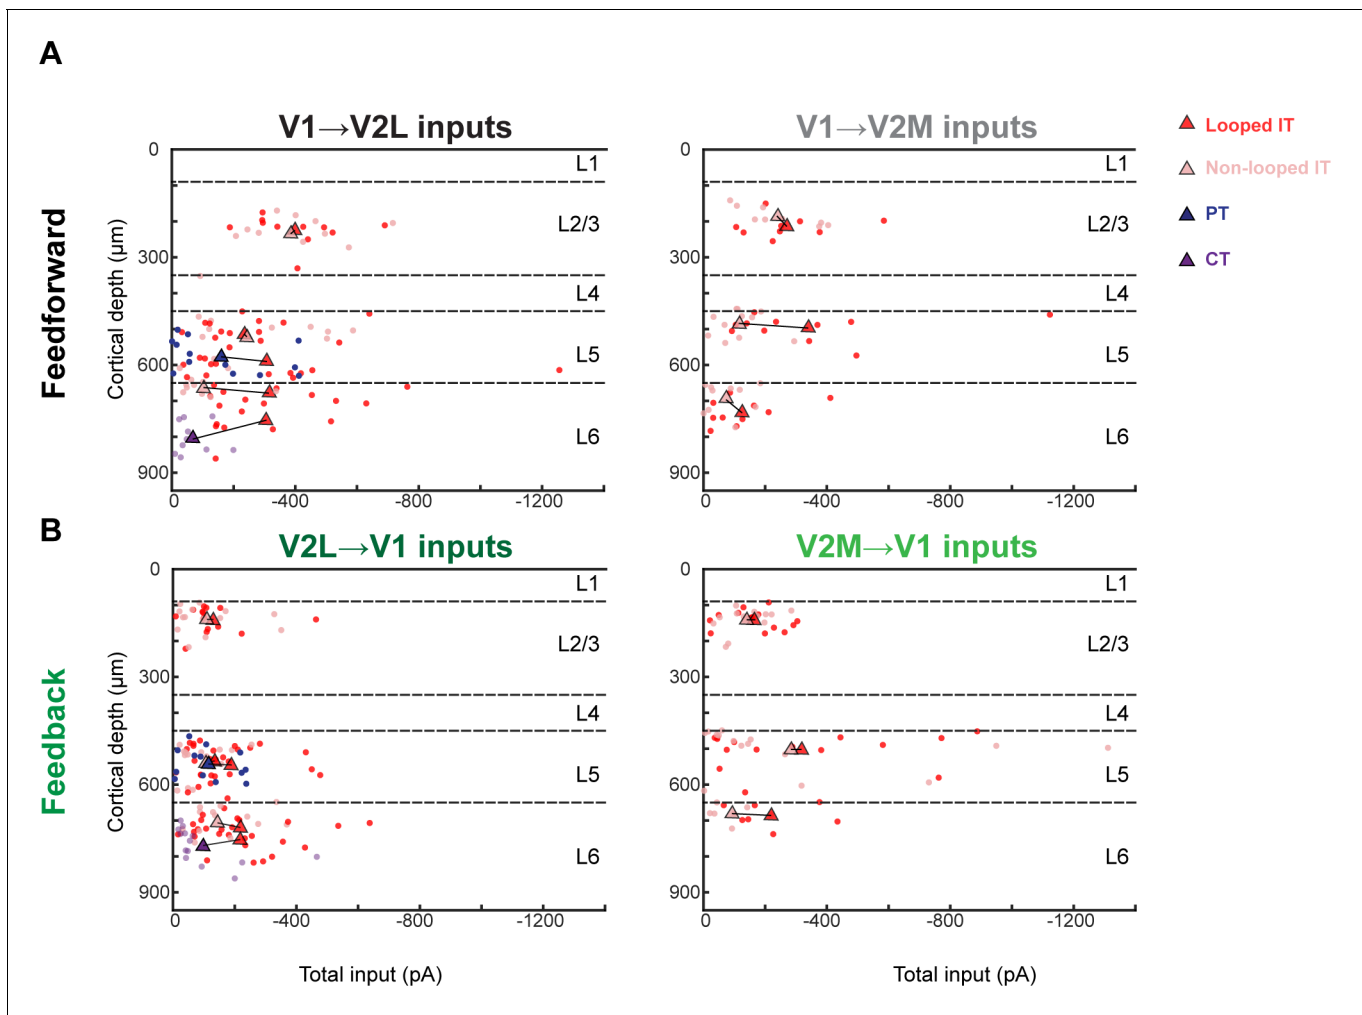 A
V1→V2L inputs
V1→V2M inputs
Looped IT
Non-looped IT
PT
CT
Feedforward
Cortical depth (µm)
0
300
600
900
L1
L2/3
L4
L5
L6
0 -400 -800 -1200
0
300
600
900
L1
L2/3
L4
L5
L6
0 -400 -800 -1200
B
V2L→V1 inputs
V2M→V1 inputs
Feedback
Cortical depth (µm)
0
300
600
900
L1
L2/3
L4
L5
L6
0 -400 -800 -1200
0
300
600
900
L1
L2/3
L4
L5
L6
0 -400 -800 -1200
Total input (pA)
Total input (pA)